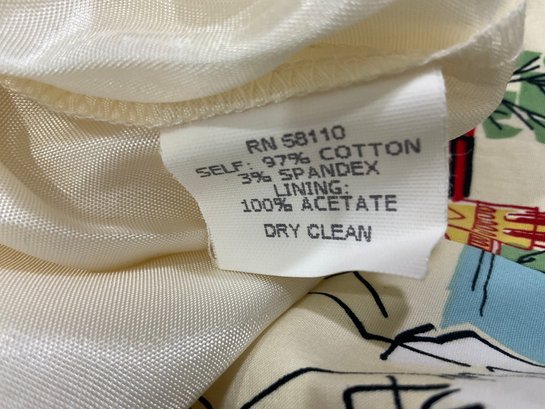 RN 58110
SELF: 97% COTTON
3% SPANDEX
LINING:
100% ACETATE
DRY CLEAN